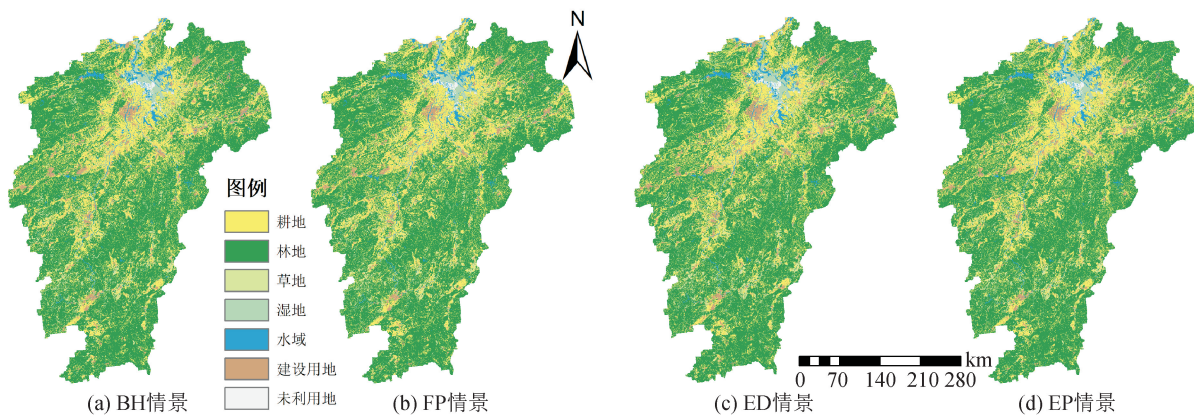 N
图例
耕地
林地
草地
湿地
水域
建设用地
未利用地
km
0 70 140 210 280
(a) BH情景
(b) FP情景
(c) ED情景
(d) EP情景